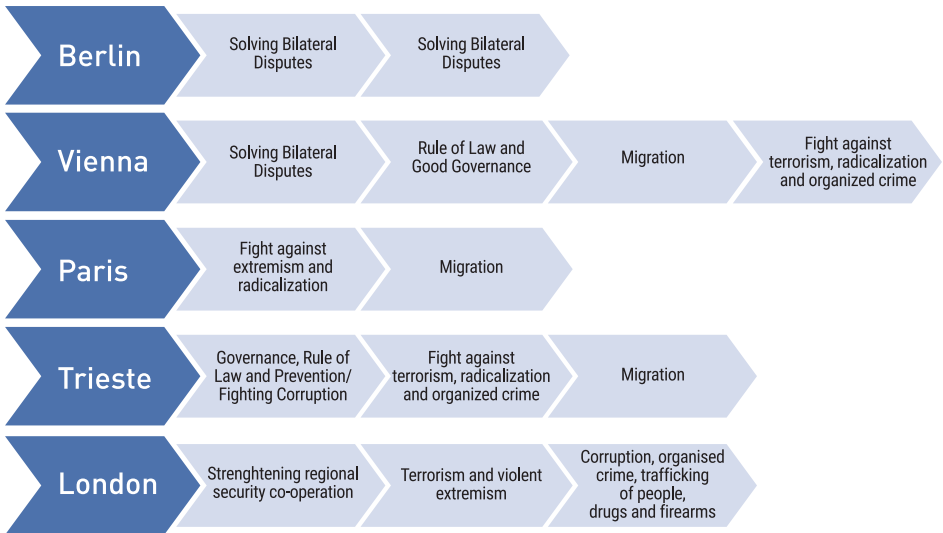 Berlin
Solving Bilateral
Disputes
Solving Bilateral
Disputes
Vienna
Solving Bilateral
Disputes
Rule of Law and
Good Governance
Migration
Fight against
terrorism, radicalization
and organized crime
Paris
Fight against
extremism and
radicalization
Migration
Trieste
Governance, Rule of
Law and Prevention/
Fighting Corruption
Fight against
terrorism, radicalization
and organized crime
Migration
London
Strenghtening regional
security co-operation
Terrorism and violent
extremism
Corruption, organised
crime, trafficking
of people,
drugs and firearms